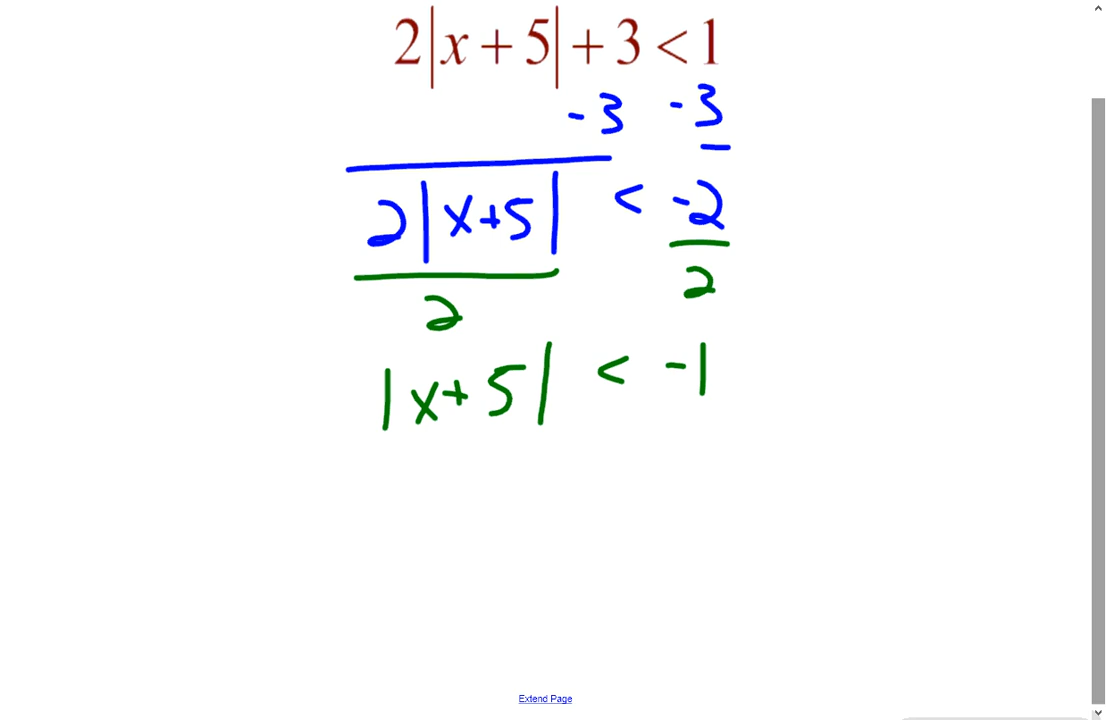 2|x + 5| + 3 < 1
-3 -3
2|x+5| < -2
2 2
|x+5| < -1
Extend Page